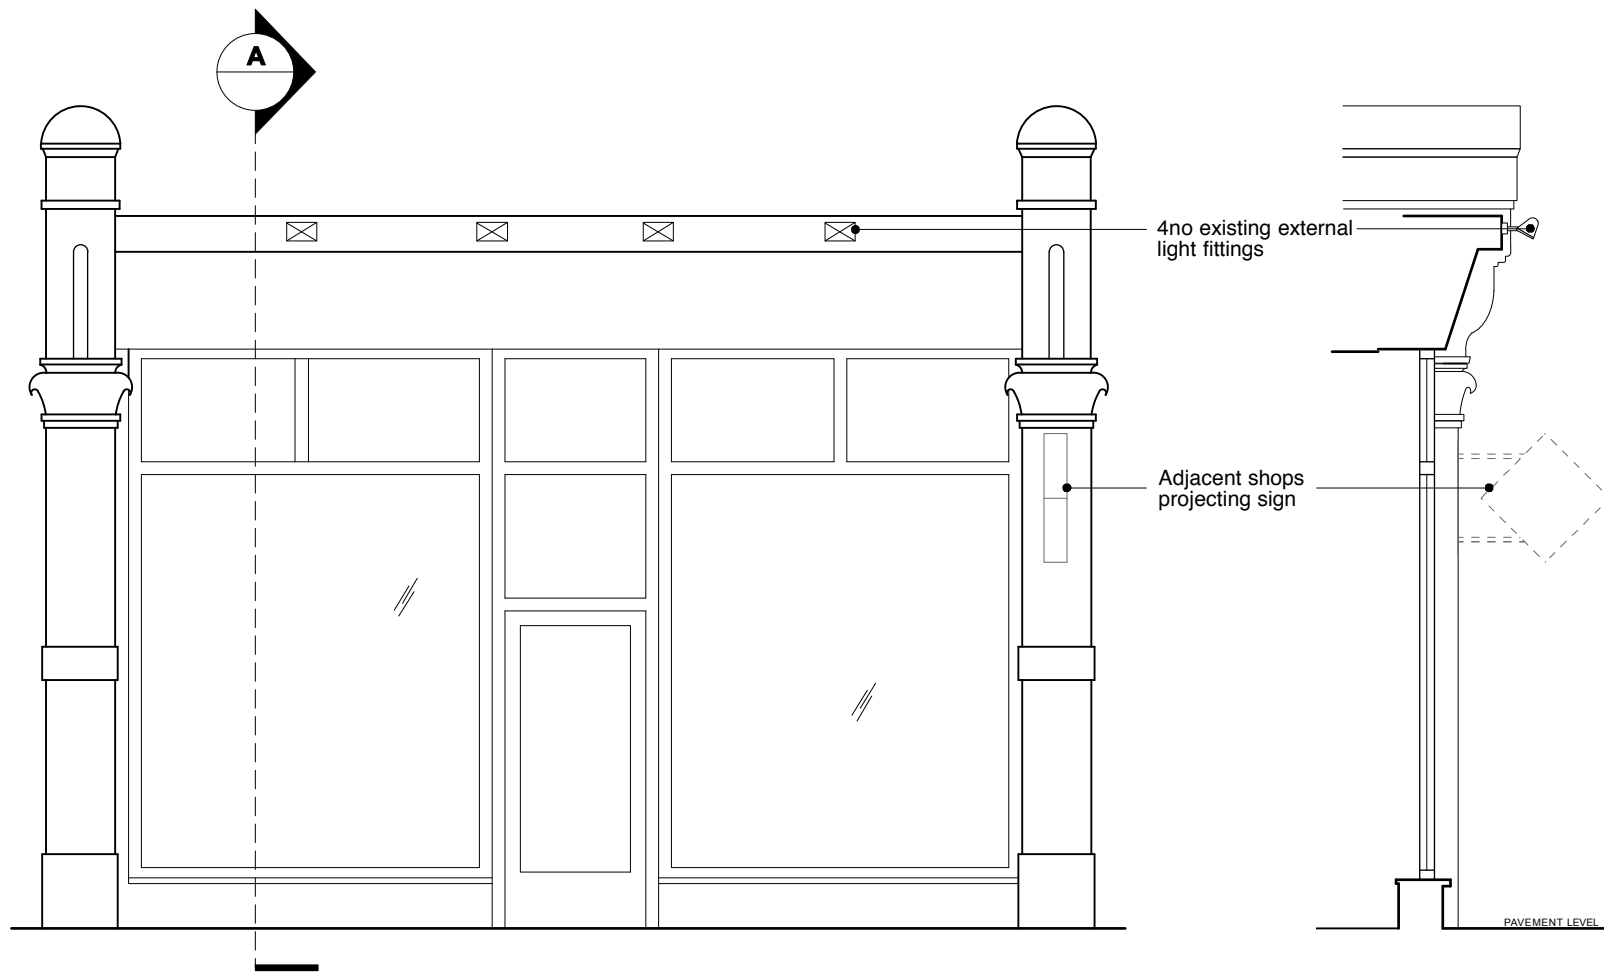 A
4no existing external
light fittings
Adjacent shops
projecting sign
PAVEMENT LEVEL